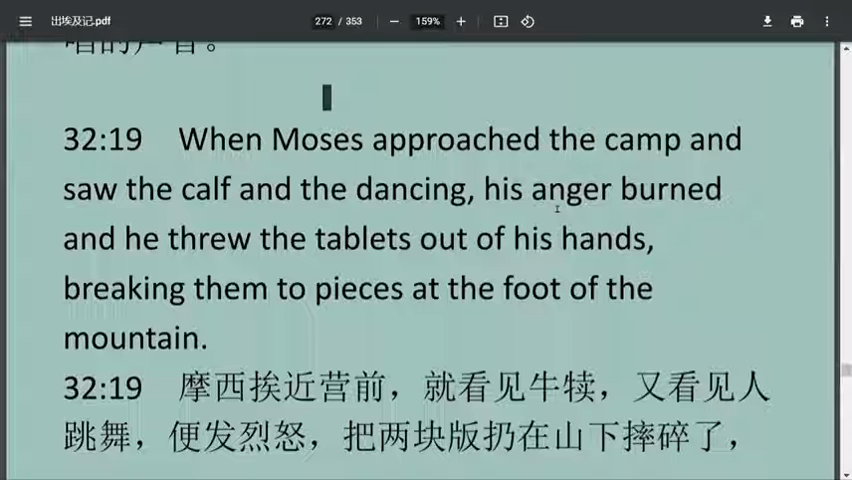 出埃及记.pdf
272 / 353
159%
唱的声音。
32:19 When Moses approached the camp and
saw the calf and the dancing, his anger burned
and he threw the tablets out of his hands,
breaking them to pieces at the foot of the
mountain.
32:19 摩西挨近营前，就看见牛犊，又看见人
跳舞，便发烈怒，把两块版扔在山下摔碎了，